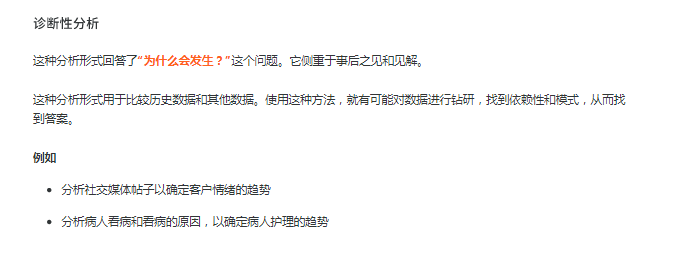 诊断性分析
这种分析形式回答了“为什么会发生？”这个问题。它侧重于事后之见和见解。
这种分析形式用于比较历史数据和其他数据。使用这种方法，就有可能对数据进行钻研，找到依赖性和模式，从而找
到答案。
例如
• 分析社交媒体帖子以确定客户情绪的趋势
• 分析病人看病和看病的原因，以确定病人护理的趋势